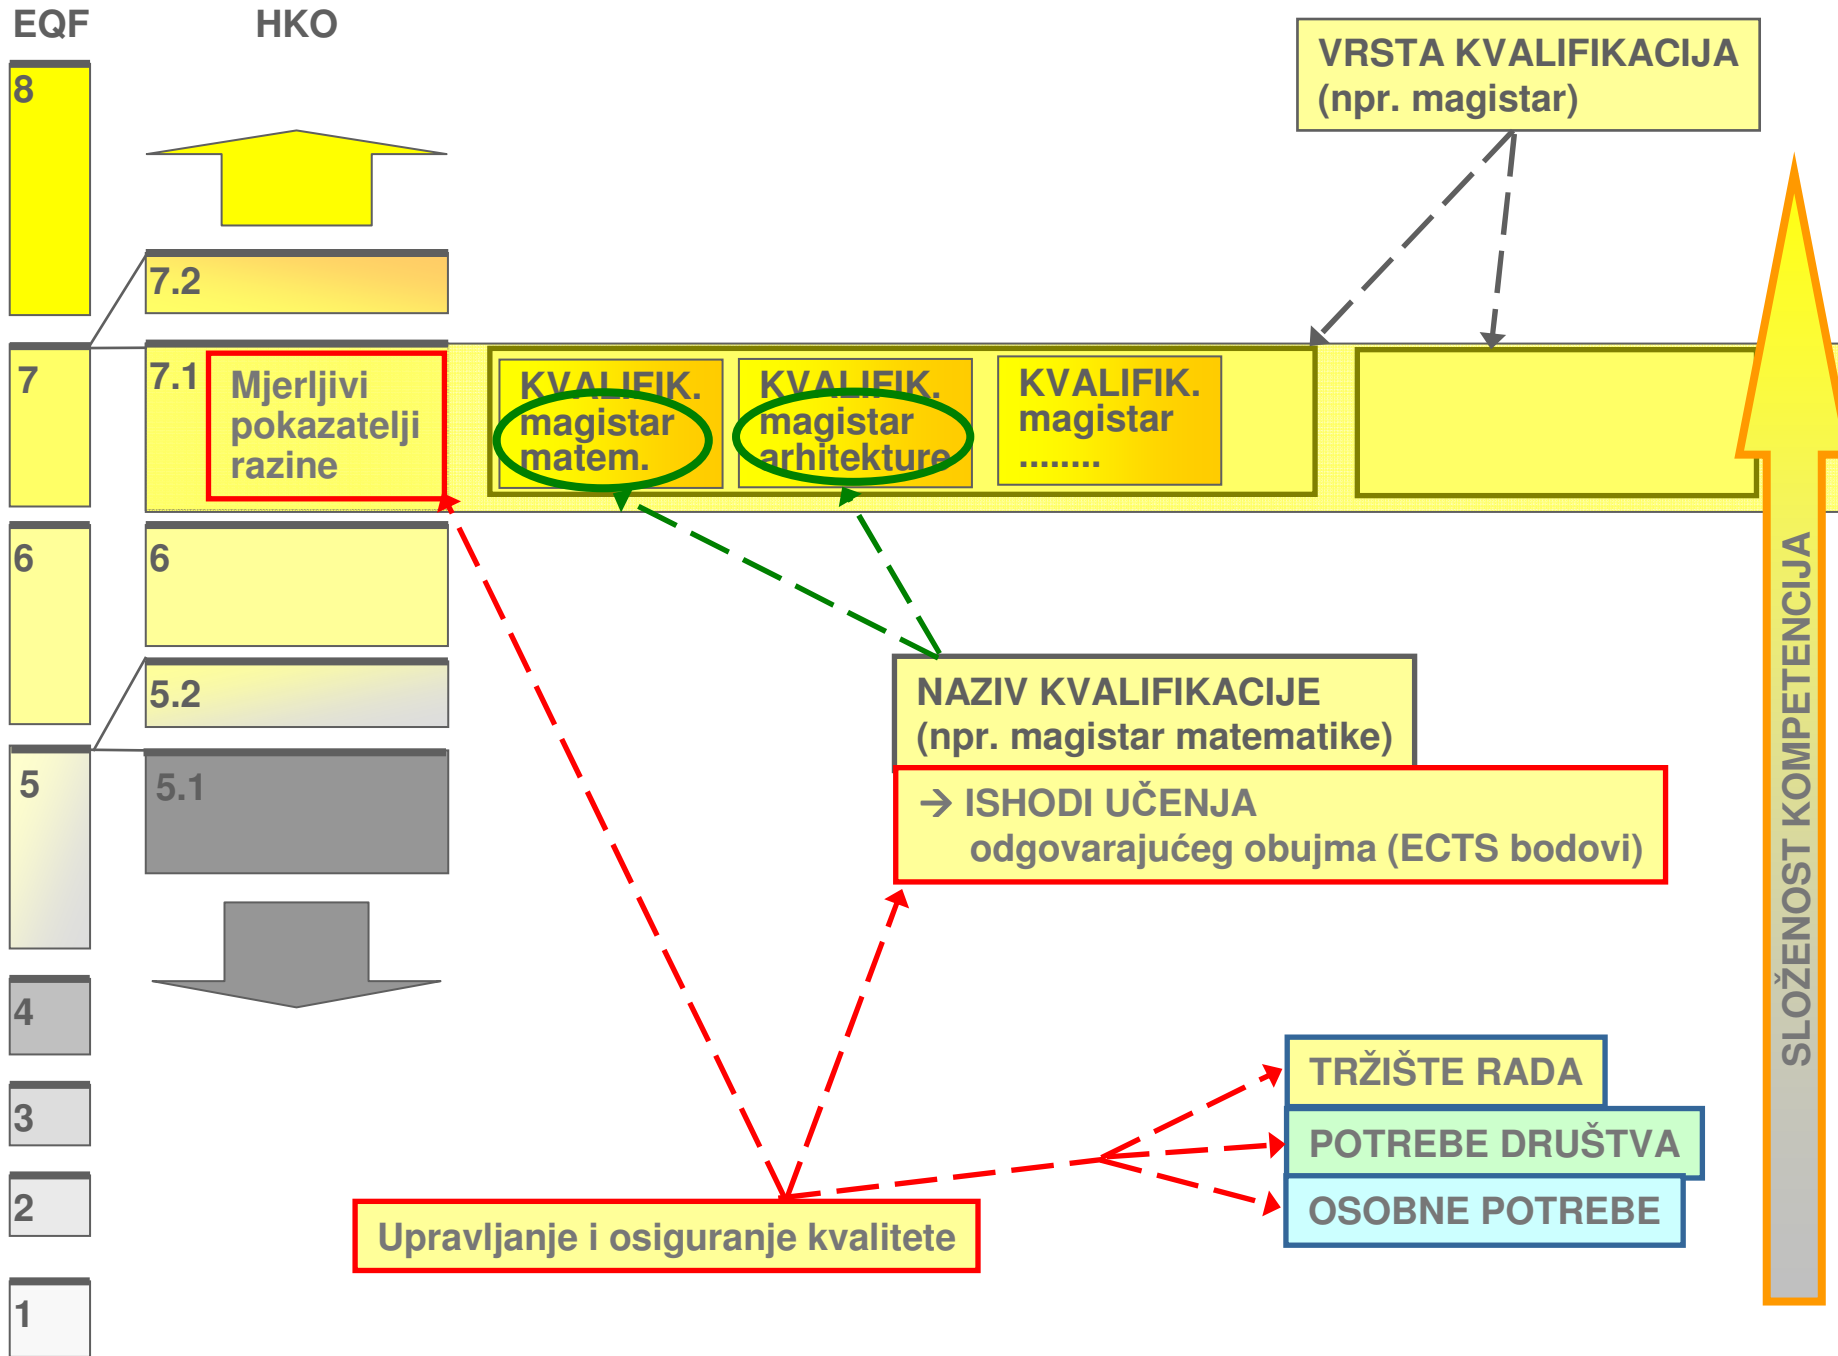 EQF
HKO
VRSTA KVALIFIKACIJA
(npr. magistar)
8
7.2
7
7.1
Mjerljivi
pokazatelji
razine
KVALIFIK.
magistar
matem.
KVALIFIK.
magistar
arhitekture
KVALIFIK.
magistar
........
6
6
5.2
NAZIV KVALIFIKACIJE
(npr. magistar matematike)
5
5.1
→ ISHODI UČENJA
odgovarajućeg obujma (ECTS bodovi)
SLOŽENOST KOMPETENCIJA
4
3
2
1
TRŽIŠTE RADA
POTREBE DRUŠTVA
OSOBNE POTREBE
Upravljanje i osiguranje kvalitete